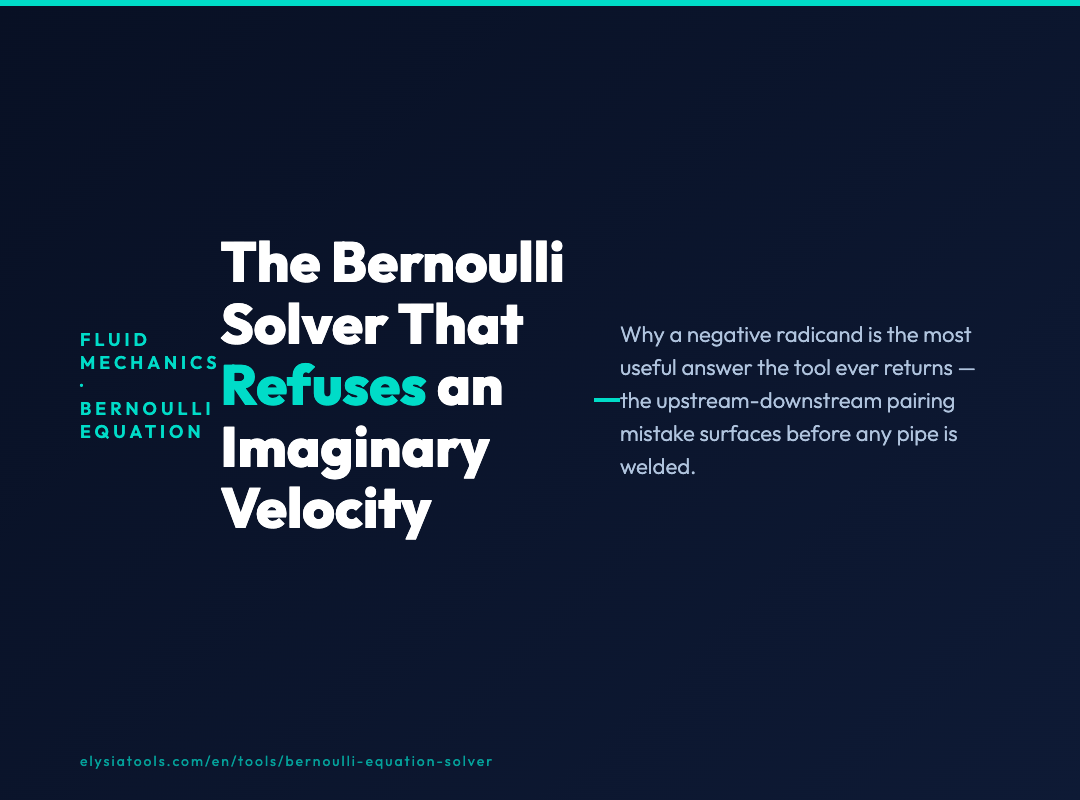 FLUID
MECHANICS
·
BERNOULLI
EQUATION
The Bernoulli
Solver That
Refuses an
Imaginary
Velocity
Why a negative radicand is the most
useful answer the tool ever returns —
the upstream-downstream pairing
mistake surfaces before any pipe is
welded.
elysiatools.com/en/tools/bernoulli-equation-solver